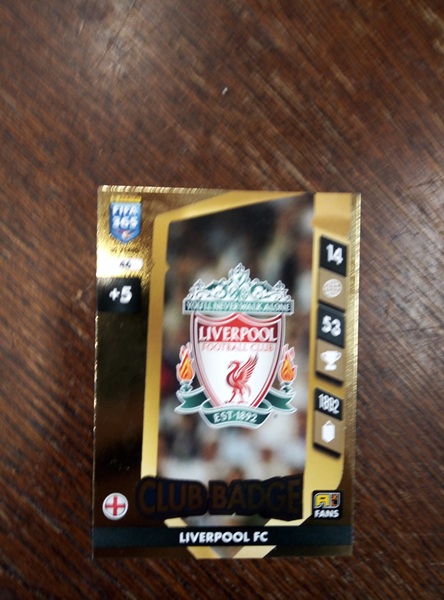 FIFA
365
46
+5
14
53
1892
YOU'LL NEVER WALK ALONE
LIVERPOOL
FOOTBALL CLUB
EST·1892
CLUB BADGE
FANS
LIVERPOOL FC